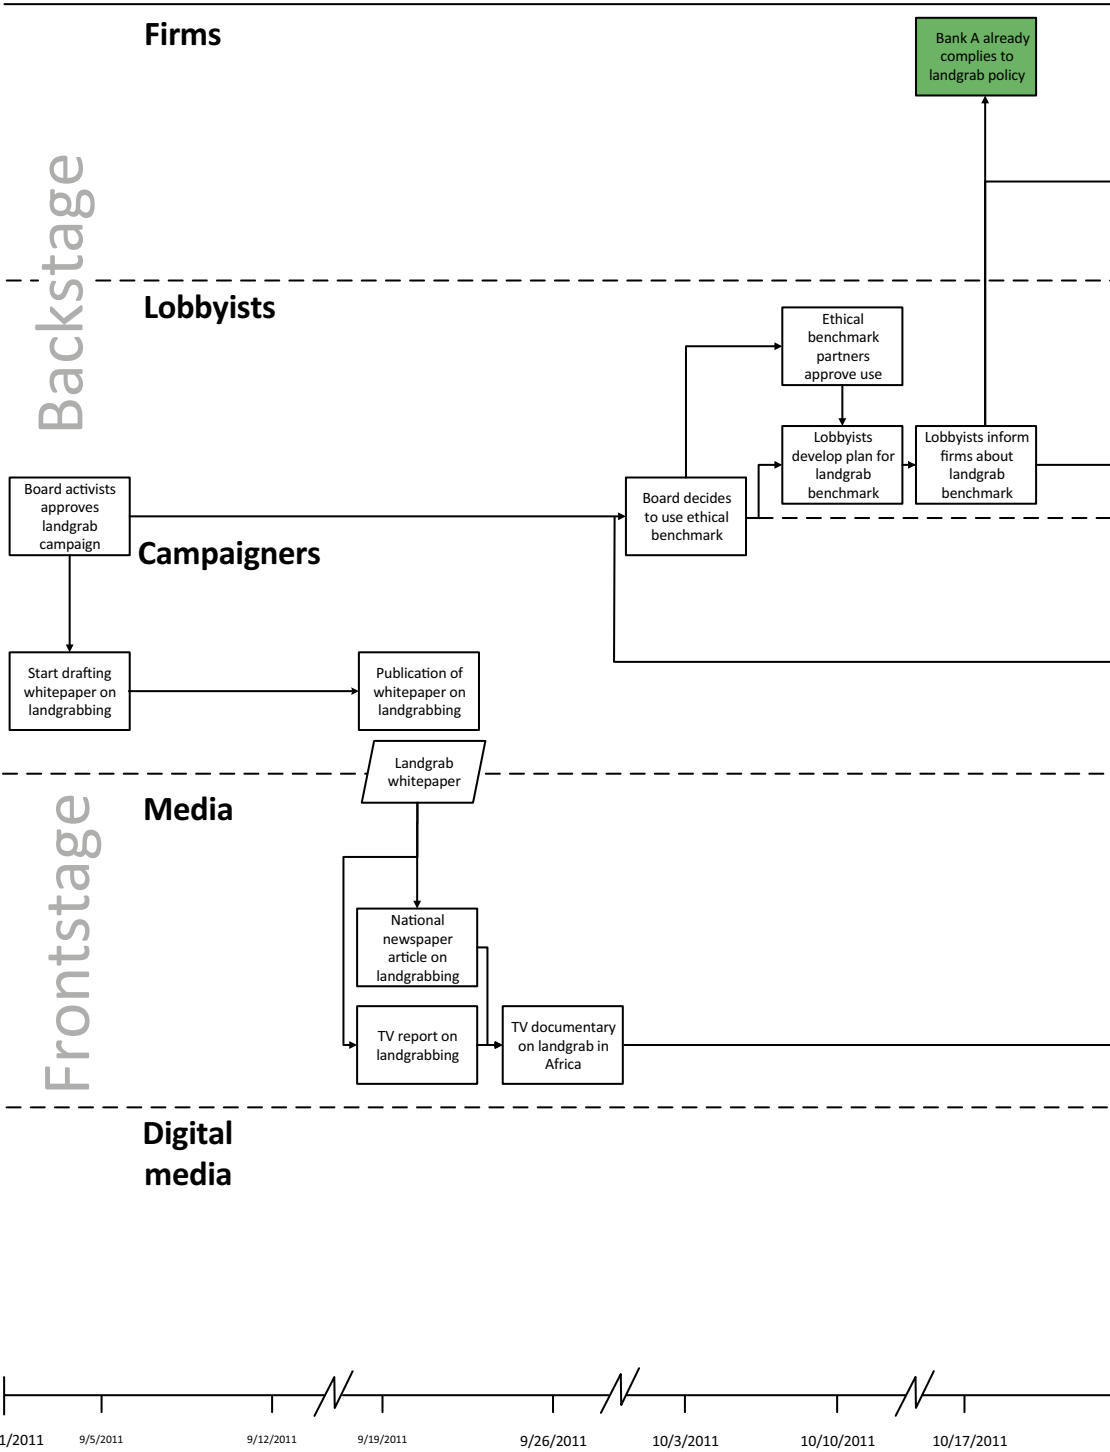 Firms
Bank A already
complies to
landgrab policy
Backstage
Lobbyists
Ethical
benchmark
partners
approve use
Lobbyists
develop plan for
landgrab
benchmark
Lobbyists inform
firms about
landgrab
benchmark
Board activists
approves
landgrab
campaign
Board decides
to use ethical
benchmark
Campaigners
Start drafting
whitepaper on
landgrabbing
Publication of
whitepaper on
landgrabbing
Landgrab
whitepaper
Media
Frontstage
National
newspaper
article on
landgrabbing
TV report on
landgrabbing
TV documentary
on landgrab in
Africa
Digital
media
1/2011 9/5/2011 9/12/2011 9/19/2011 9/26/2011 10/3/2011 10/10/2011 10/17/2011